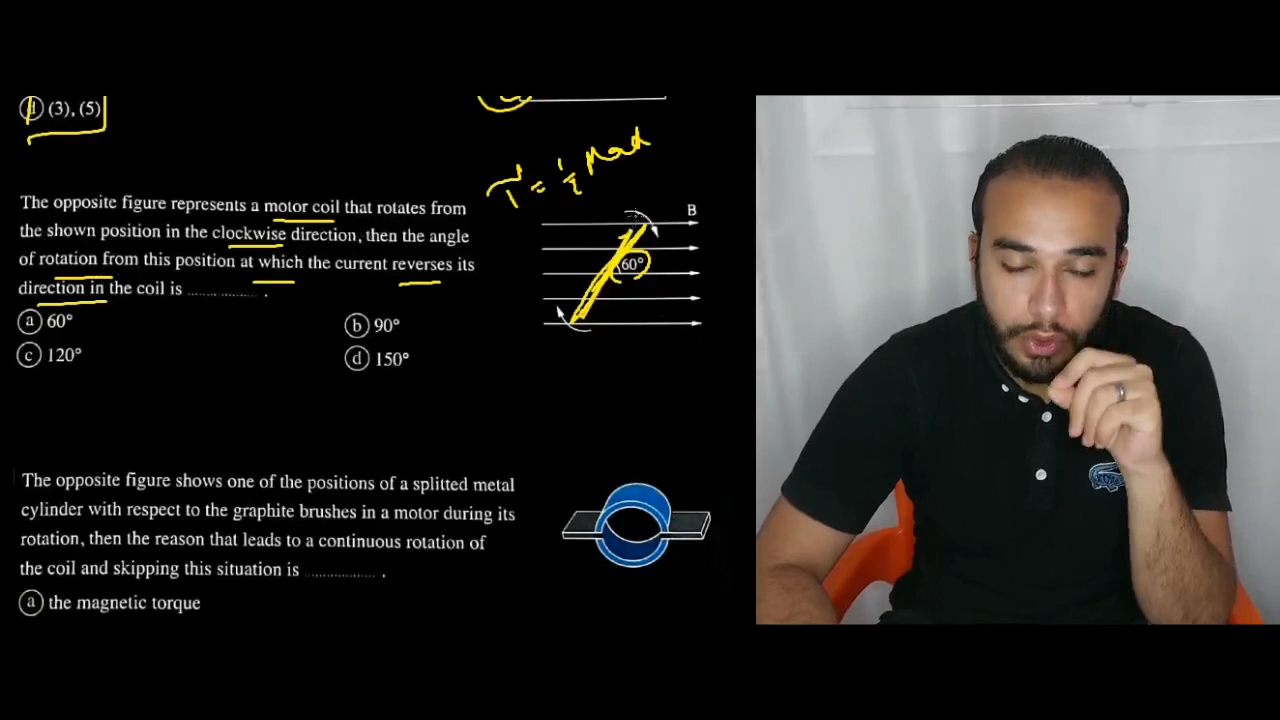 d (3), (5)
τ = 1/2 Max
The opposite figure represents a motor coil that rotates from
the shown position in the clockwise direction, then the angle
of rotation from this position at which the current reverses its
direction in the coil is ................ .
a 60°
b 90°
c 120°
d 150°
B
60°
The opposite figure shows one of the positions of a splitted metal
cylinder with respect to the graphite brushes in a motor during its
rotation, then the reason that leads to a continuous rotation of
the coil and skipping this situation is ................ .
a the magnetic torque